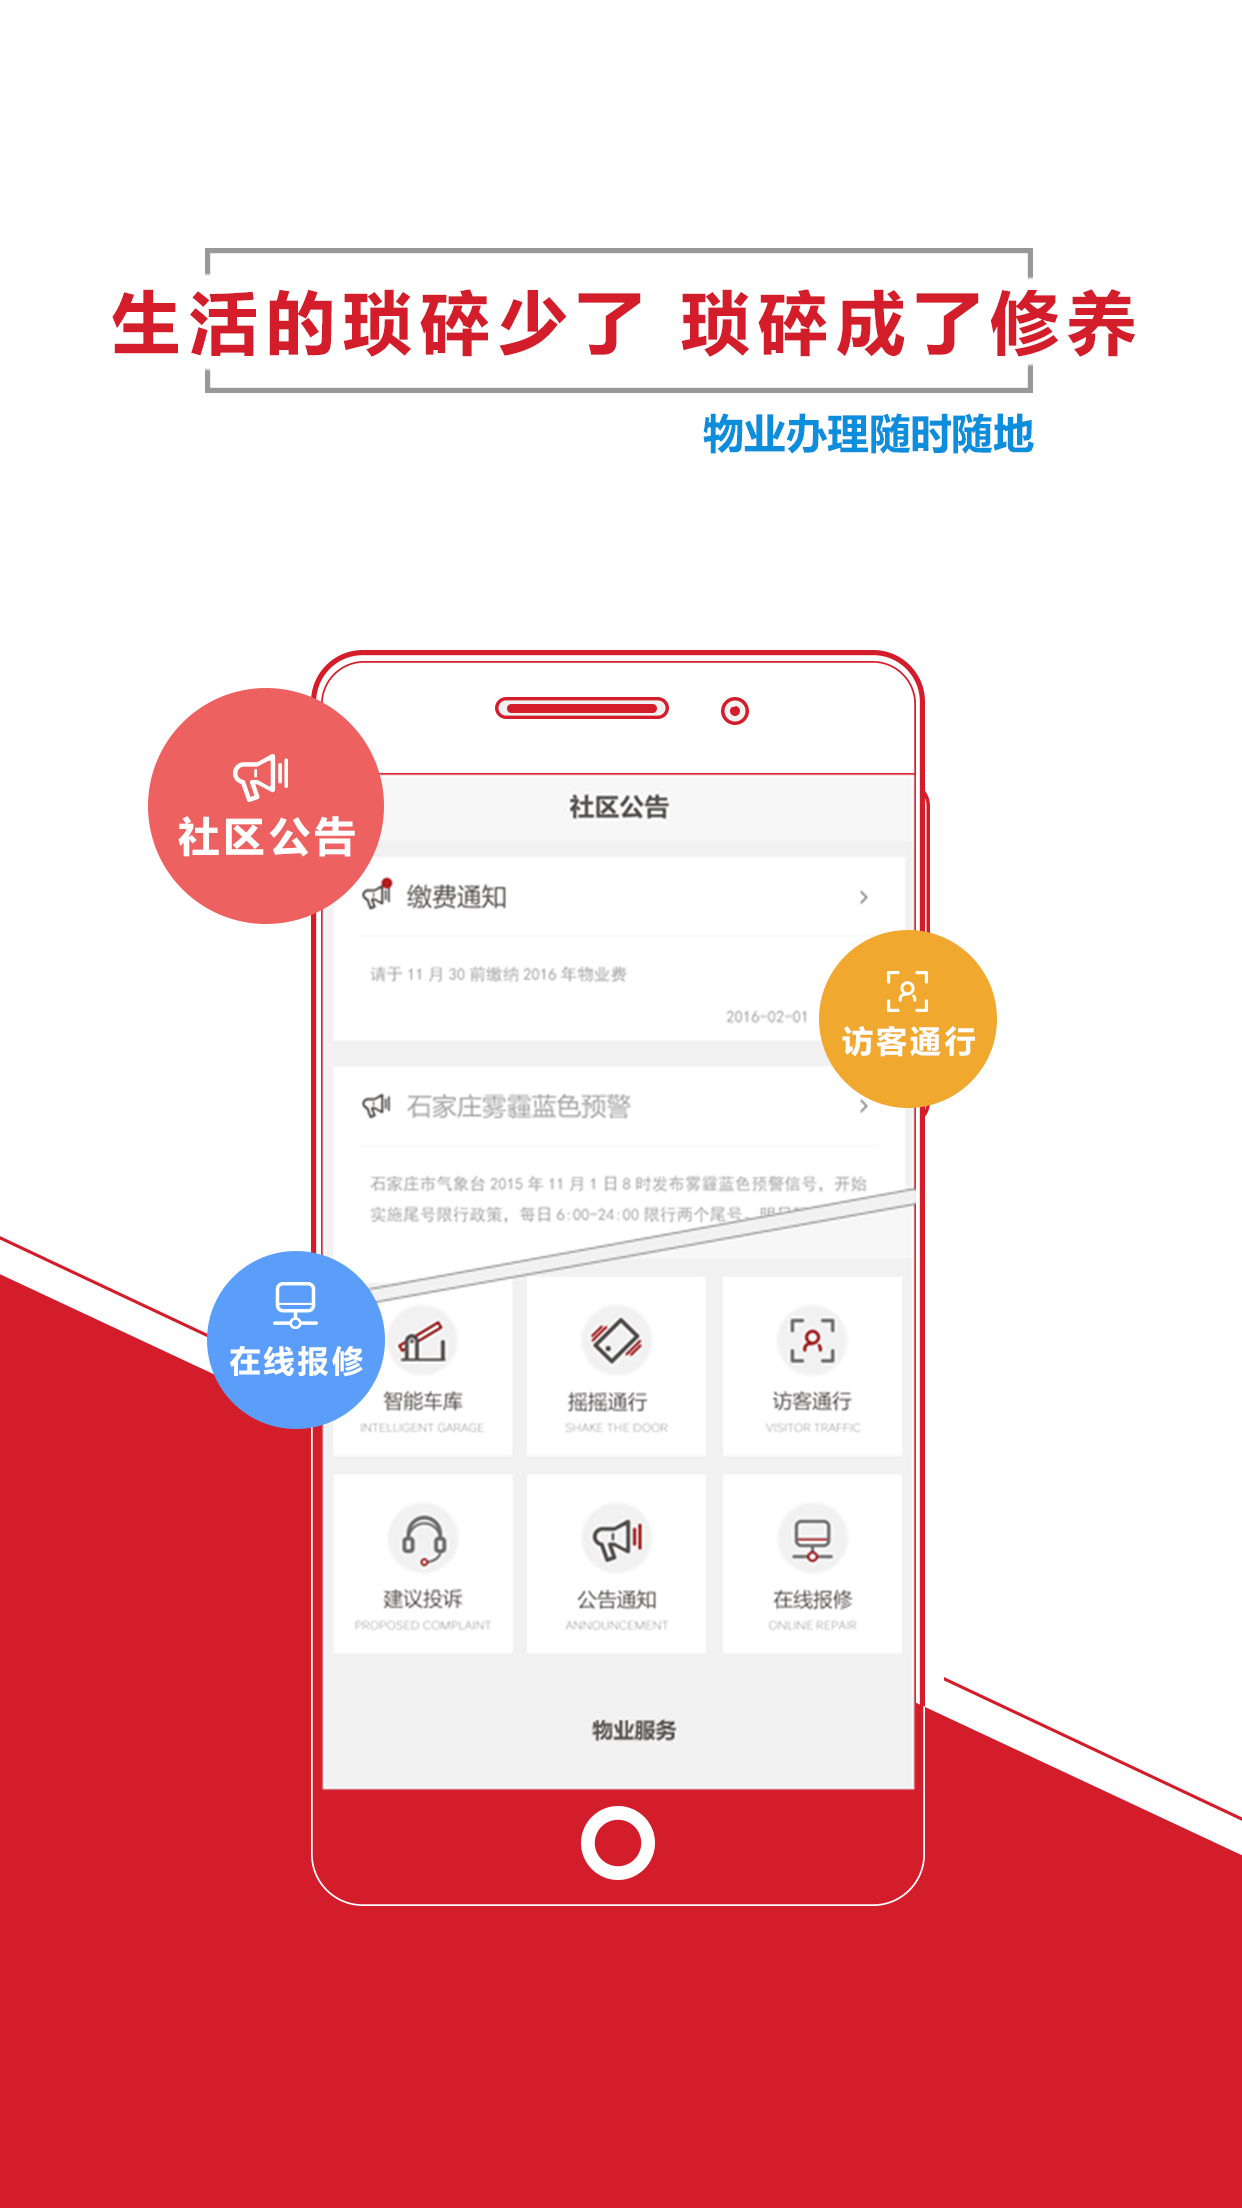 生活的琐碎少了 琐碎成了修养
物业办理随时随地
社区公告
社区公告
缴费通知
请于 11 月 30 前缴纳 2016 年物业费
2016-02-01
访客通行
石家庄雾霾蓝色预警
石家庄市气象台 2015 年 11 月 1 日 8 时发布雾霾蓝色预警信号，开始
实施尾号限行政策，每日 6:00-24:00 限行两个尾号。
在线报修
智能车库
INTELLIGENT GARAGE
摇摇通行
SHAKE THE DOOR
访客通行
VISITOR TRAFFIC
建议投诉
PROPOSED COMPLAINT
公告通知
ANNOUNCEMENT
在线报修
ONLINE REPAIR
物业服务